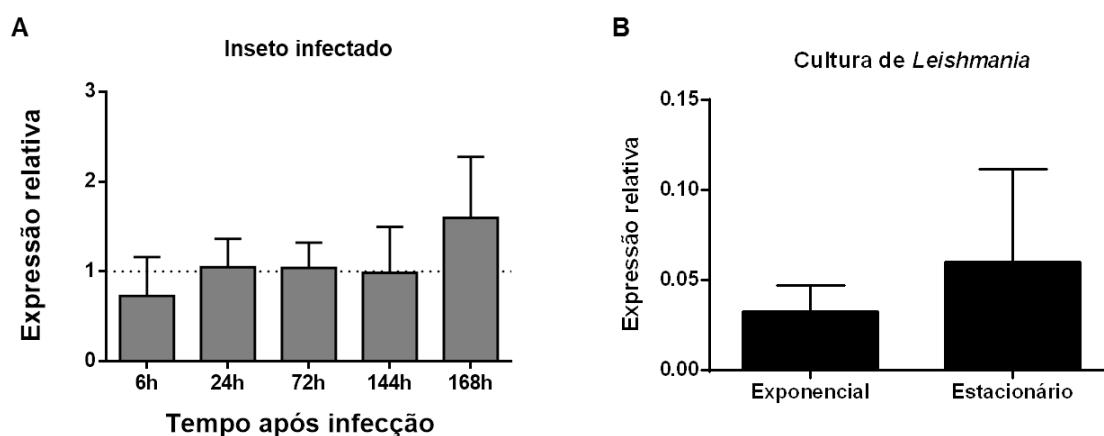 A
Inseto infectado
Expressão relativa
3
2
1
0
6h 24h 72h 144h 168h
Tempo após infecção
B
Cultura de Leishmania
Expressão relativa
0.15
0.10
0.05
0.00
Exponencial Estacionário